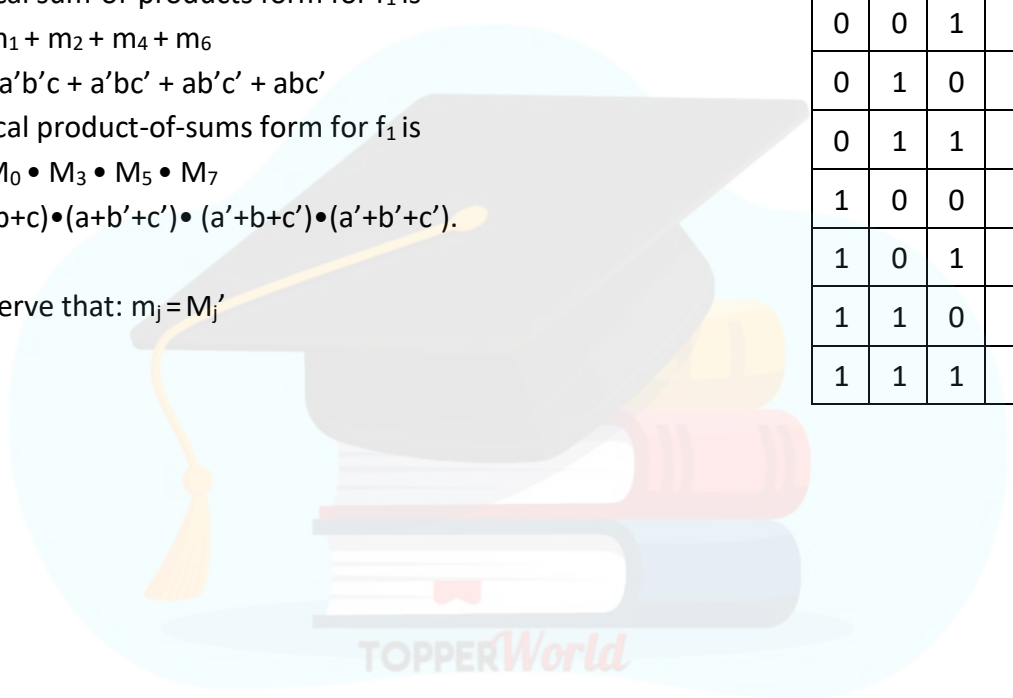 cal sum-of-products form for f₁ is
m₁ + m₂ + m₄ + m₆
a’b’c + a’bc’ + ab’c’ + abc’
cal product-of-sums form for f₁ is
M₀ • M₃ • M₅ • M₇
b+c)•(a+b’+c’)• (a’+b+c’)•(a’+b’+c’).
erve that: mⱼ = Mⱼ’
0 0 1
0 1 0
0 1 1
1 0 0
1 0 1
1 1 0
1 1 1
TOPPERWorld